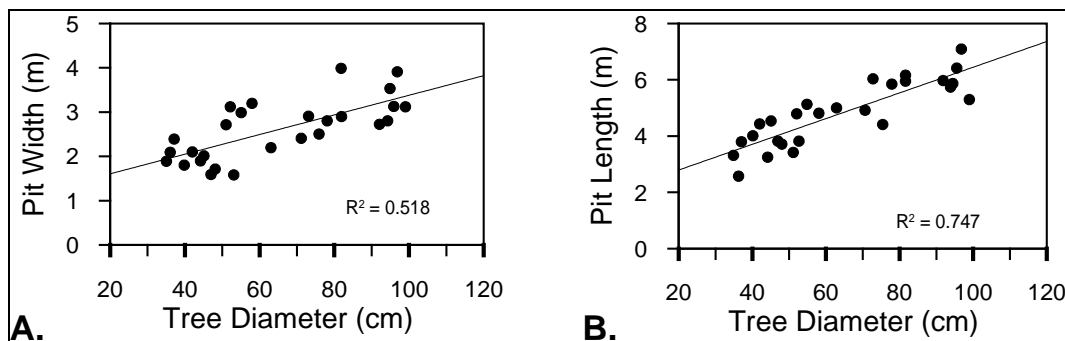 5
4
3
2
1
0
Pit Width (m)
R² = 0.518
20 40 60 80 100 120
Tree Diameter (cm)
A.
8
6
4
2
0
Pit Length (m)
R² = 0.747
20 40 60 80 100 120
Tree Diameter (cm)
B.